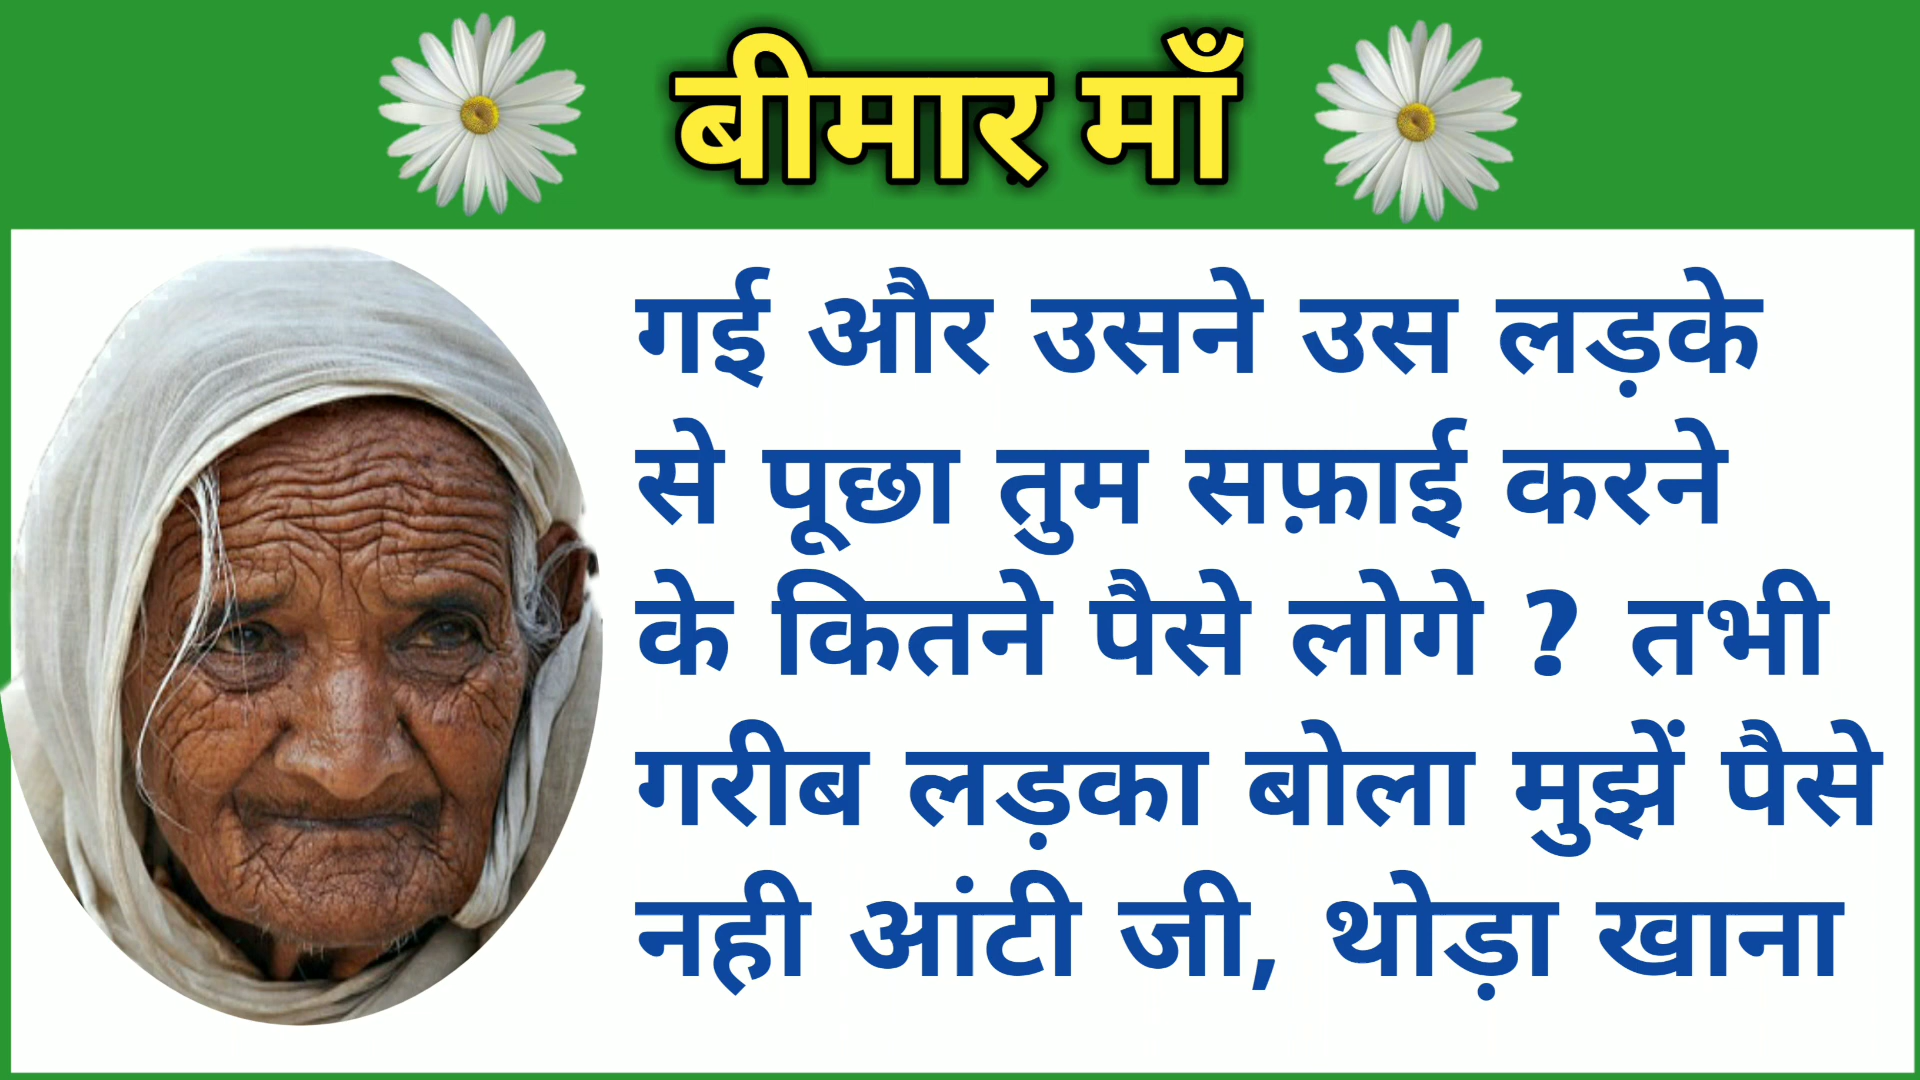 बीमार माँ
गई और उसने उस लड़के
से पूछा तुम सफ़ाई करने
के कितने पैसे लोगे ? तभी
गरीब लड़का बोला मुझें पैसे
नही आंटी जी, थोड़ा खाना